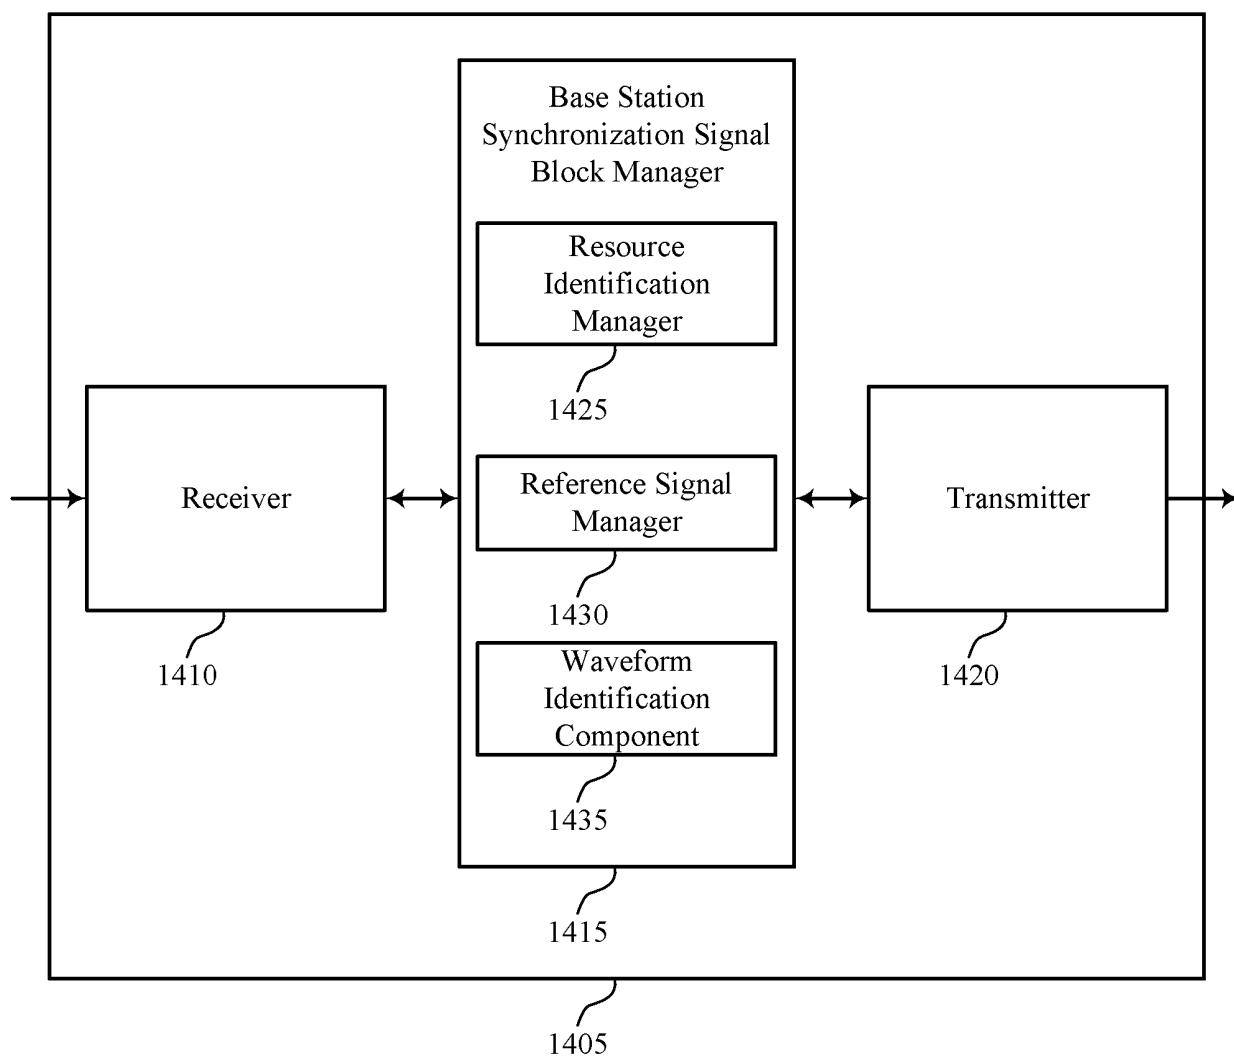 Base Station
Synchronization Signal
Block Manager
Resource
Identification
Manager
1425
Receiver
1410
Reference Signal
Manager
1430
Transmitter
1420
Waveform
Identification
Component
1435
1415
1405